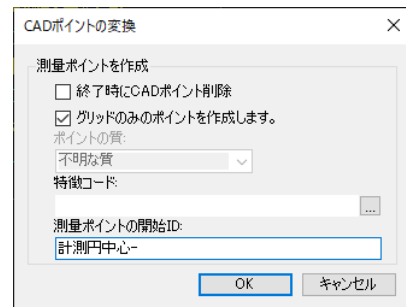 CADポイントの変換
測量ポイントを作成
終了時にCADポイント削除
グリッドのみのポイントを作成します。
ポイントの質:
不明な質
特徴コード:
...
測量ポイントの開始ID:
計測円中心-
OK キャンセル